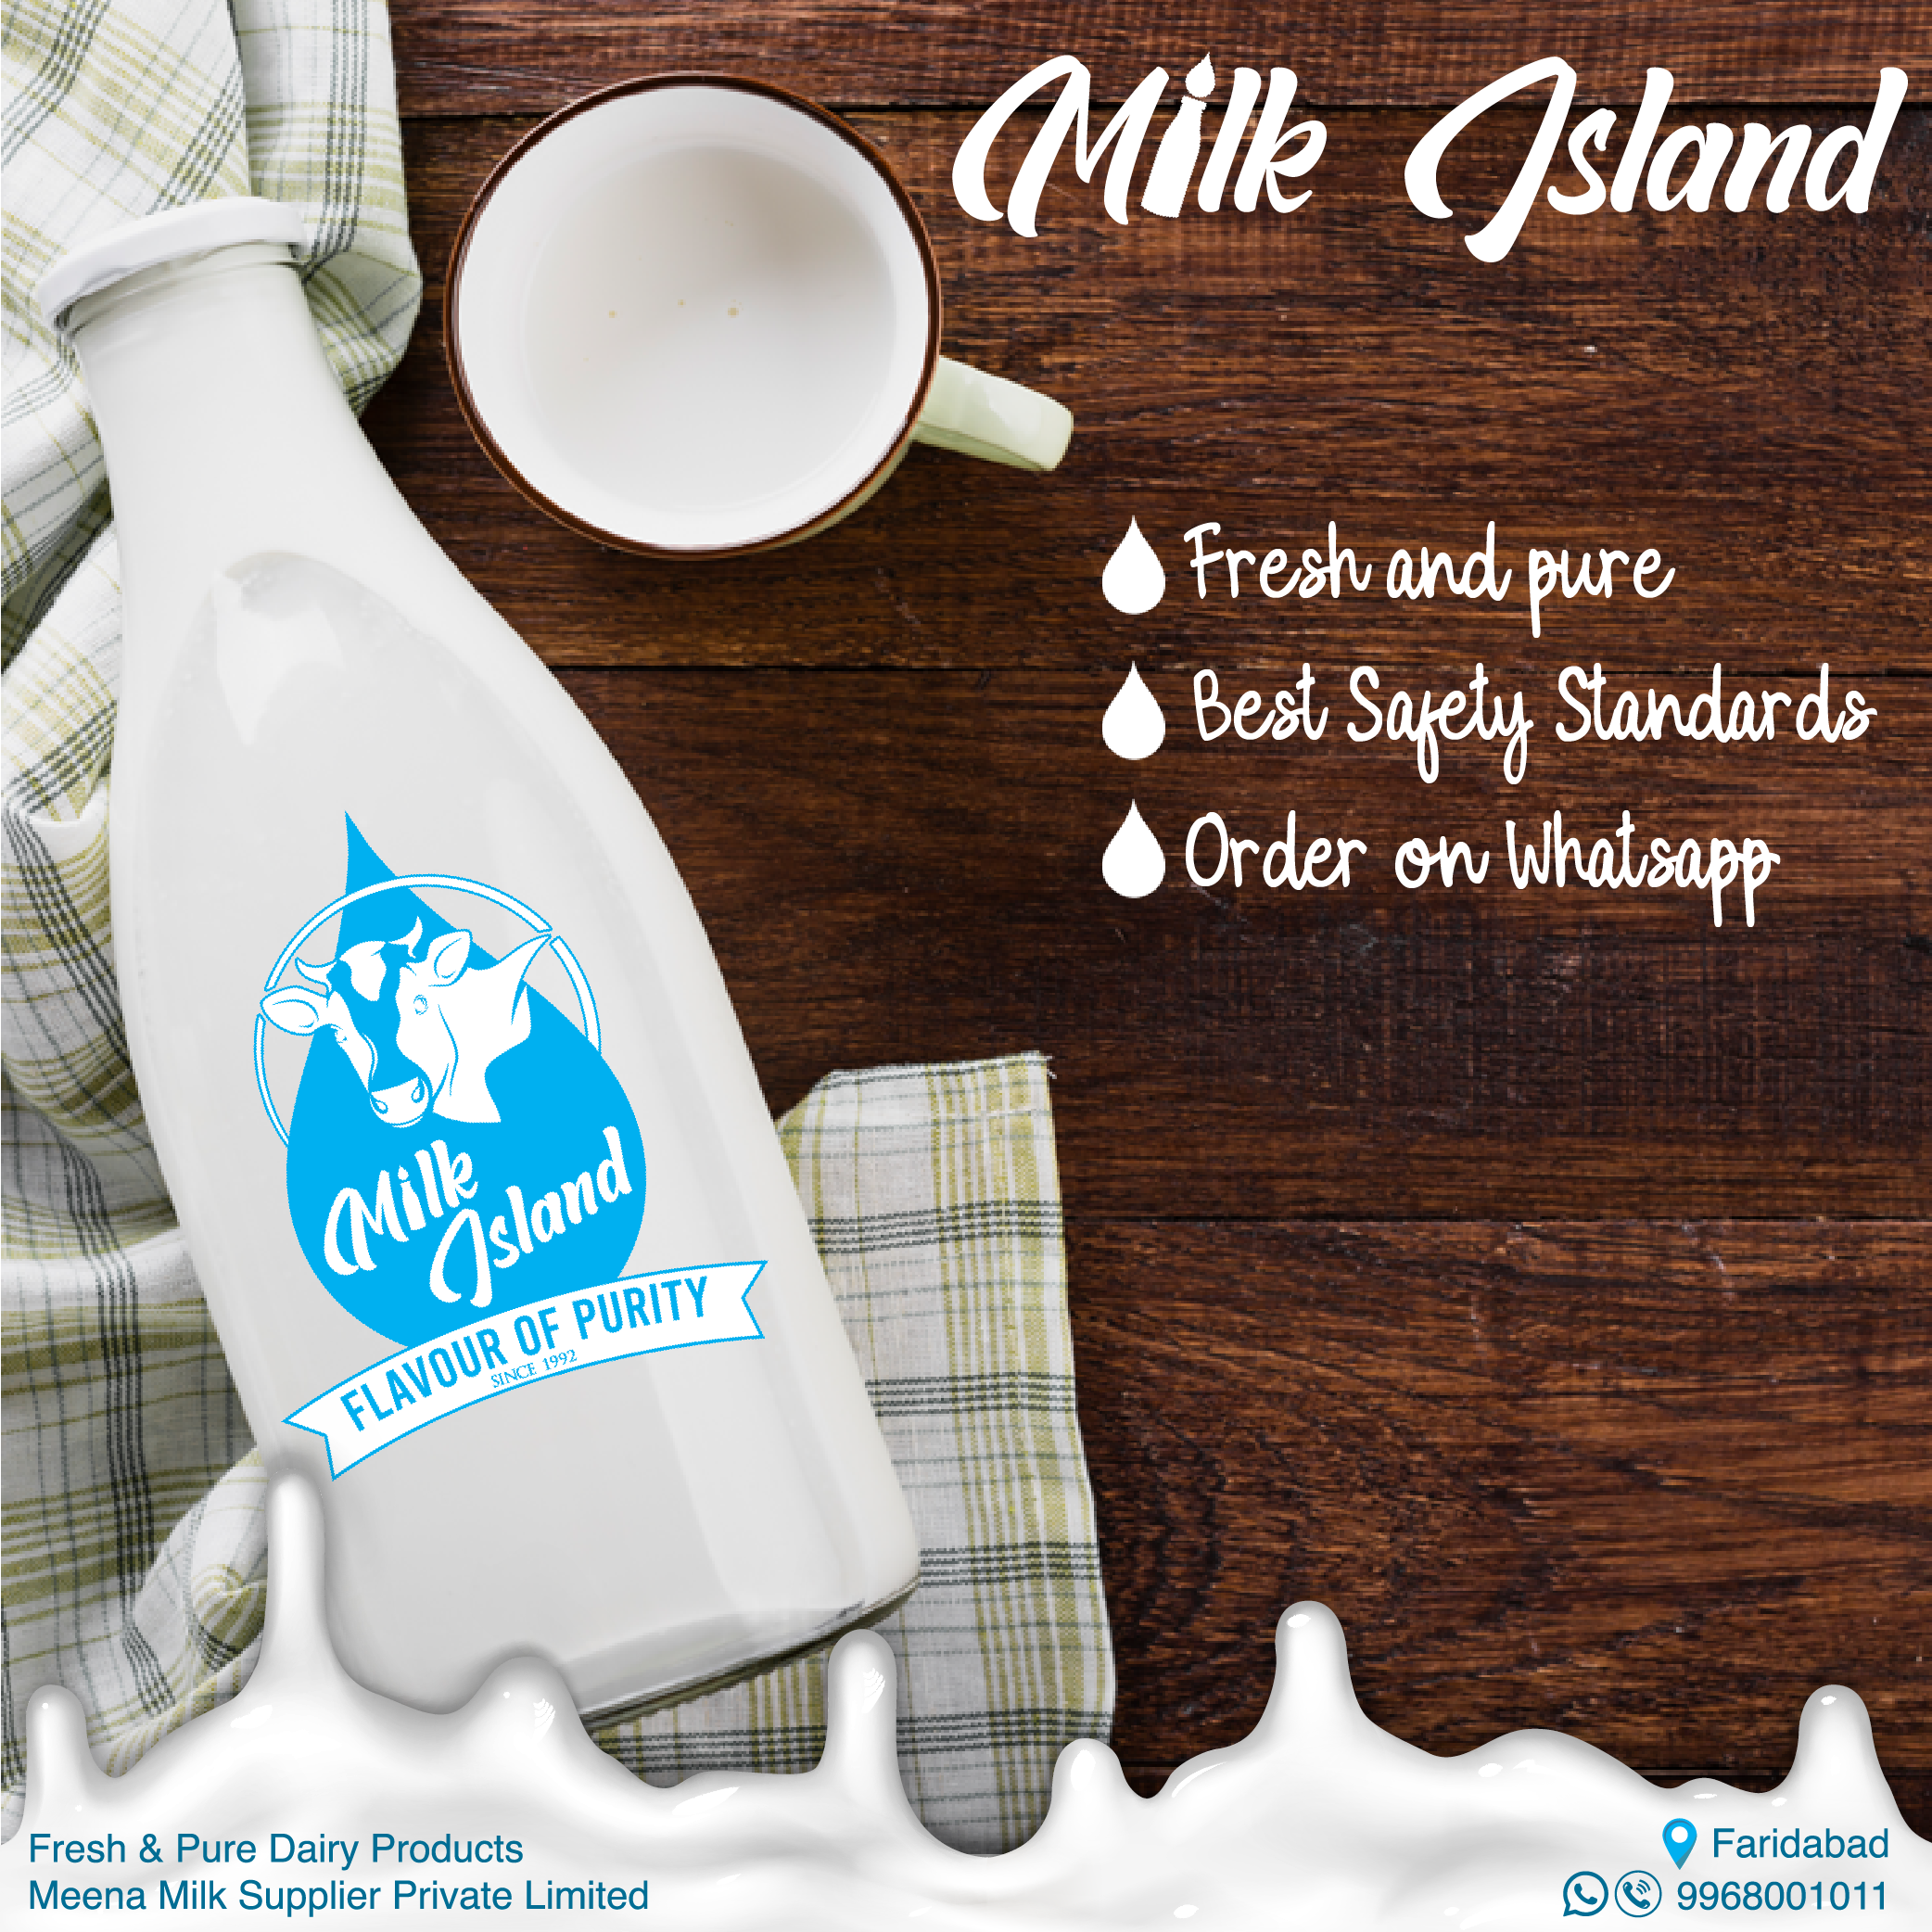 Milk Island
Fresh and pure
Best Safety Standards
Order on Whatsapp
Milk
Island
FLAVOUR OF PURITY
SINCE 1992
Fresh & Pure Dairy Products
Meena Milk Supplier Private Limited
Faridabad
9968001011